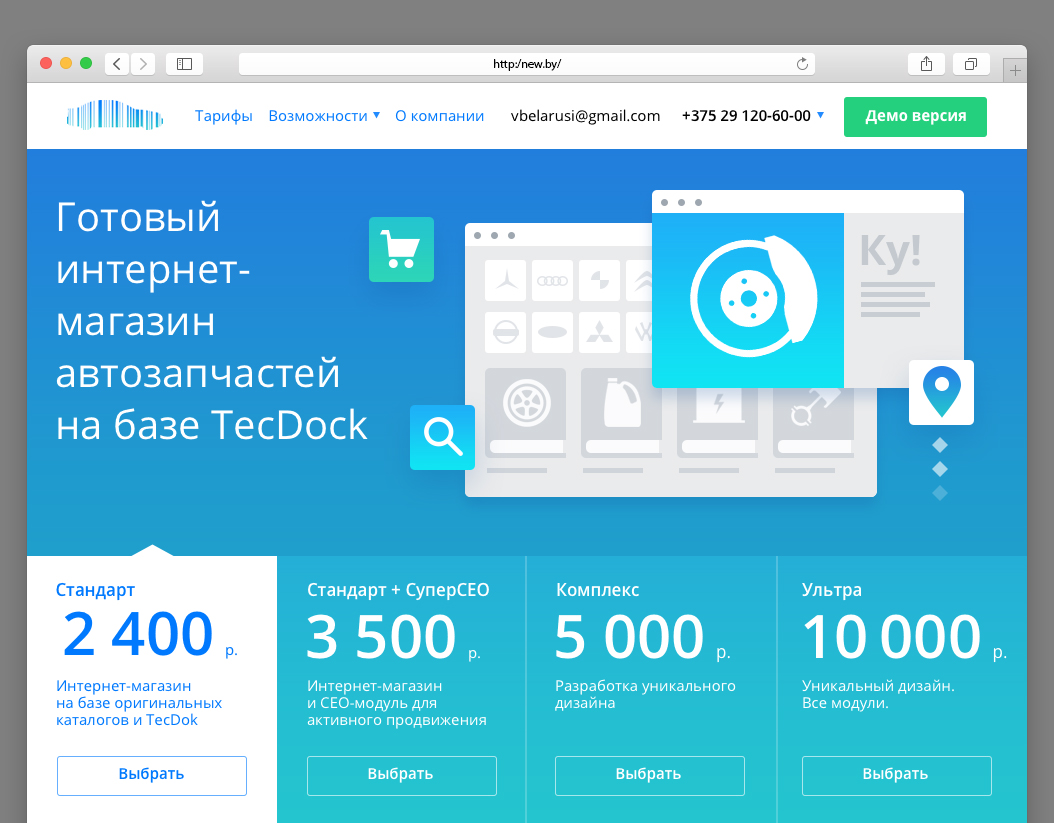 http:/new.by/
Тарифы Возможности О компании vbelarusi@gmail.com +375 29 120-60-00 Демо версия
Готовый
интернет-
магазин
автозапчастей
на базе TecDock
Ку!
Стандарт
2 400 р.
Интернет-магазин
на базе оригинальных
каталогов и TecDok
Выбрать
Стандарт + СуперСЕО
3 500 р.
Интернет-магазин
и СЕО-модуль для
активного продвижения
Выбрать
Комплекс
5 000 р.
Разработка уникального
дизайна
Выбрать
Ультра
10 000 р.
Уникальный дизайн.
Все модули.
Выбрать